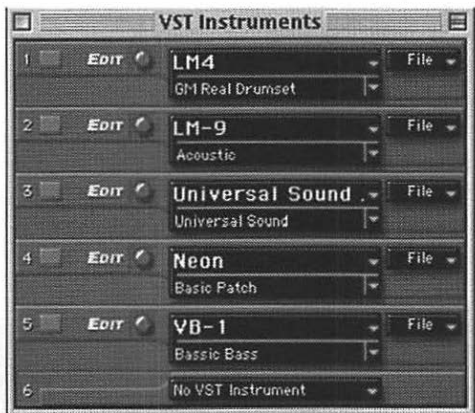 VST Instruments
1 EDIT LM4 File
GM Real Drumset
2 EDIT LM-9 File
Acoustic
3 EDIT Universal Sound . File
Universal Sound
4 EDIT Neon File
Basic Patch
5 EDIT VB-1 File
Bassic Bass
6 No VST Instrument